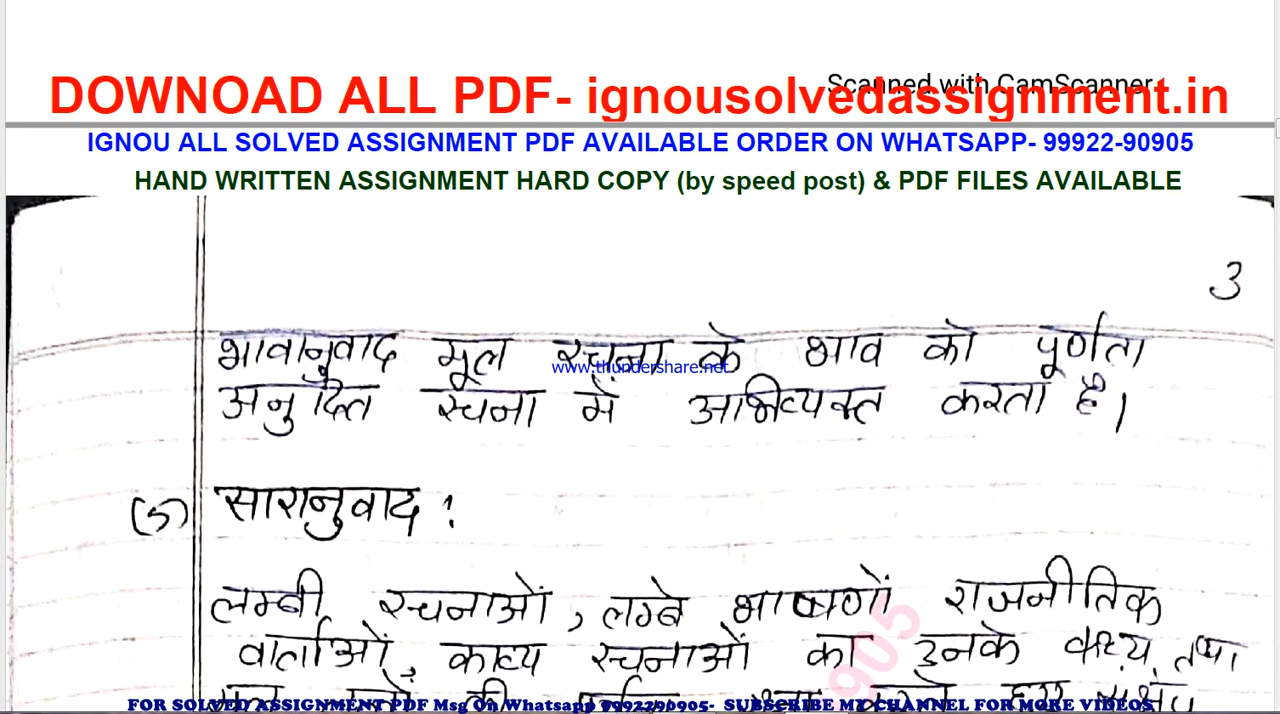 Scanned with CamScanner
DOWNOAD ALL PDF- ignousolvedassignment.in
IGNOU ALL SOLVED ASSIGNMENT PDF AVAILABLE ORDER ON WHATSAPP- 99922-90905
HAND WRITTEN ASSIGNMENT HARD COPY (by speed post) & PDF FILES AVAILABLE
3
भावानुवाद मूल रचना के भाव को पूर्णता
www.thundershare.net
अनुदित रचना में अभिव्यक्त करता है।
(5) सारानुवाद :
लम्बी रचनाओं, लम्बे भाषणों राजनीतिक
वार्ताओं, काव्य रचनाओं का उनके कथ्य तथा
905
FOR SOLVED ASSIGNMENT PDF Msg On Whatsapp 9992290905- SUBSCRIBE MY CHANNEL FOR MORE VIDEOS